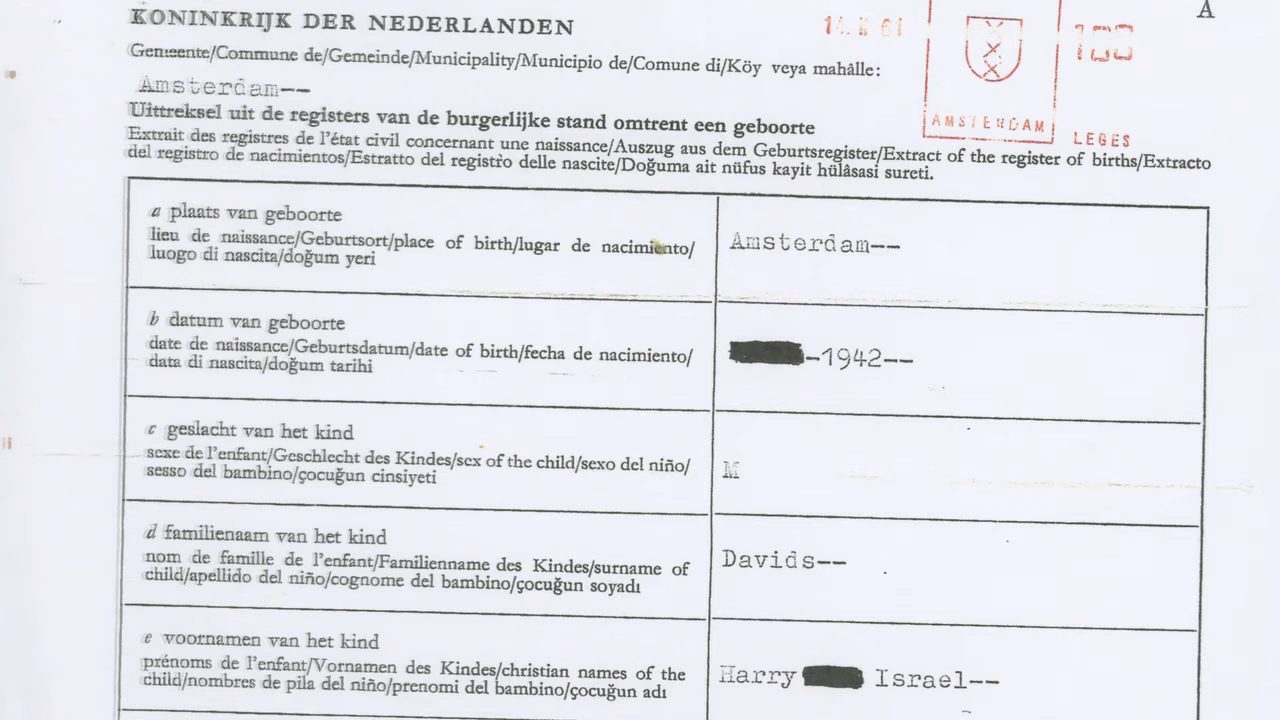 KONINKRIJK DER NEDERLANDEN
A
Gemeente/Commune de/Gemeinde/Municipality/Municipio de/Comune di/Köy veya mahâlle:
Amsterdam--
AMSTERDAM
LEGES
Uittreksel uit de registers van de burgerlijke stand omtrent een geboorte
Extrait des registres de l'état civil concernant une naissance/Auszug aus dem Geburtsregister/Extract of the register of births/Extracto
del registro de nacimientos/Estratto del registro delle nascite/Doğuma ait nüfus kayit hülâsasi sureti.
a plaats van geboorte
lieu de naissance/Geburtsort/place of birth/lugar de nacimiento/
luogo di nascita/doğum yeri
Amsterdam--
b datum van geboorte
date de naissance/Geburtsdatum/date of birth/fecha de nacimiento/
data di nascita/doğum tarihi
-1942--
c geslacht van het kind
sexe de l'enfant/Geschlecht des Kindes/sex of the child/sexo del niño/
sesso del bambino/çocuğun cinsiyeti
M
d familienaam van het kind
nom de famille de l'enfant/Familienname des Kindes/surname of
child/apellido del niño/cognome del bambino/çocuğun soyadı
Davids--
e voornamen van het kind
prénoms de l'enfant/Vornamen des Kindes/christian names of the
child/nombres de pila del niño/prenomi del bambino/çocuğun adı
Harry Israel--